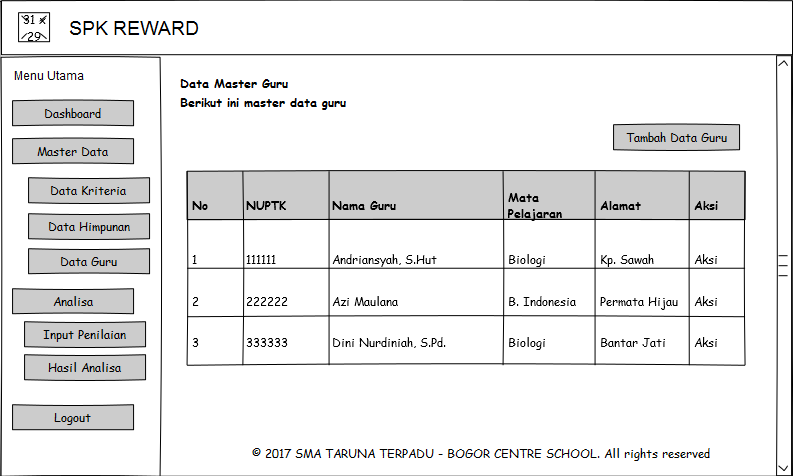 31
29
SPK REWARD
Menu Utama
Dashboard
Master Data
Data Kriteria
Data Himpunan
Data Guru
Analisa
Input Penilaian
Hasil Analisa
Logout
Data Master Guru
Berikut ini master data guru
Tambah Data Guru
No NUPTK Nama Guru Mata Pelajaran Alamat Aksi
1 111111 Andriansyah, S.Hut Biologi Kp. Sawah Aksi
2 222222 Azi Maulana B. Indonesia Permata Hijau Aksi
3 333333 Dini Nurdiniah, S.Pd. Biologi Bantar Jati Aksi
© 2017 SMA TARUNA TERPADU - BOGOR CENTRE SCHOOL. All rights reserved